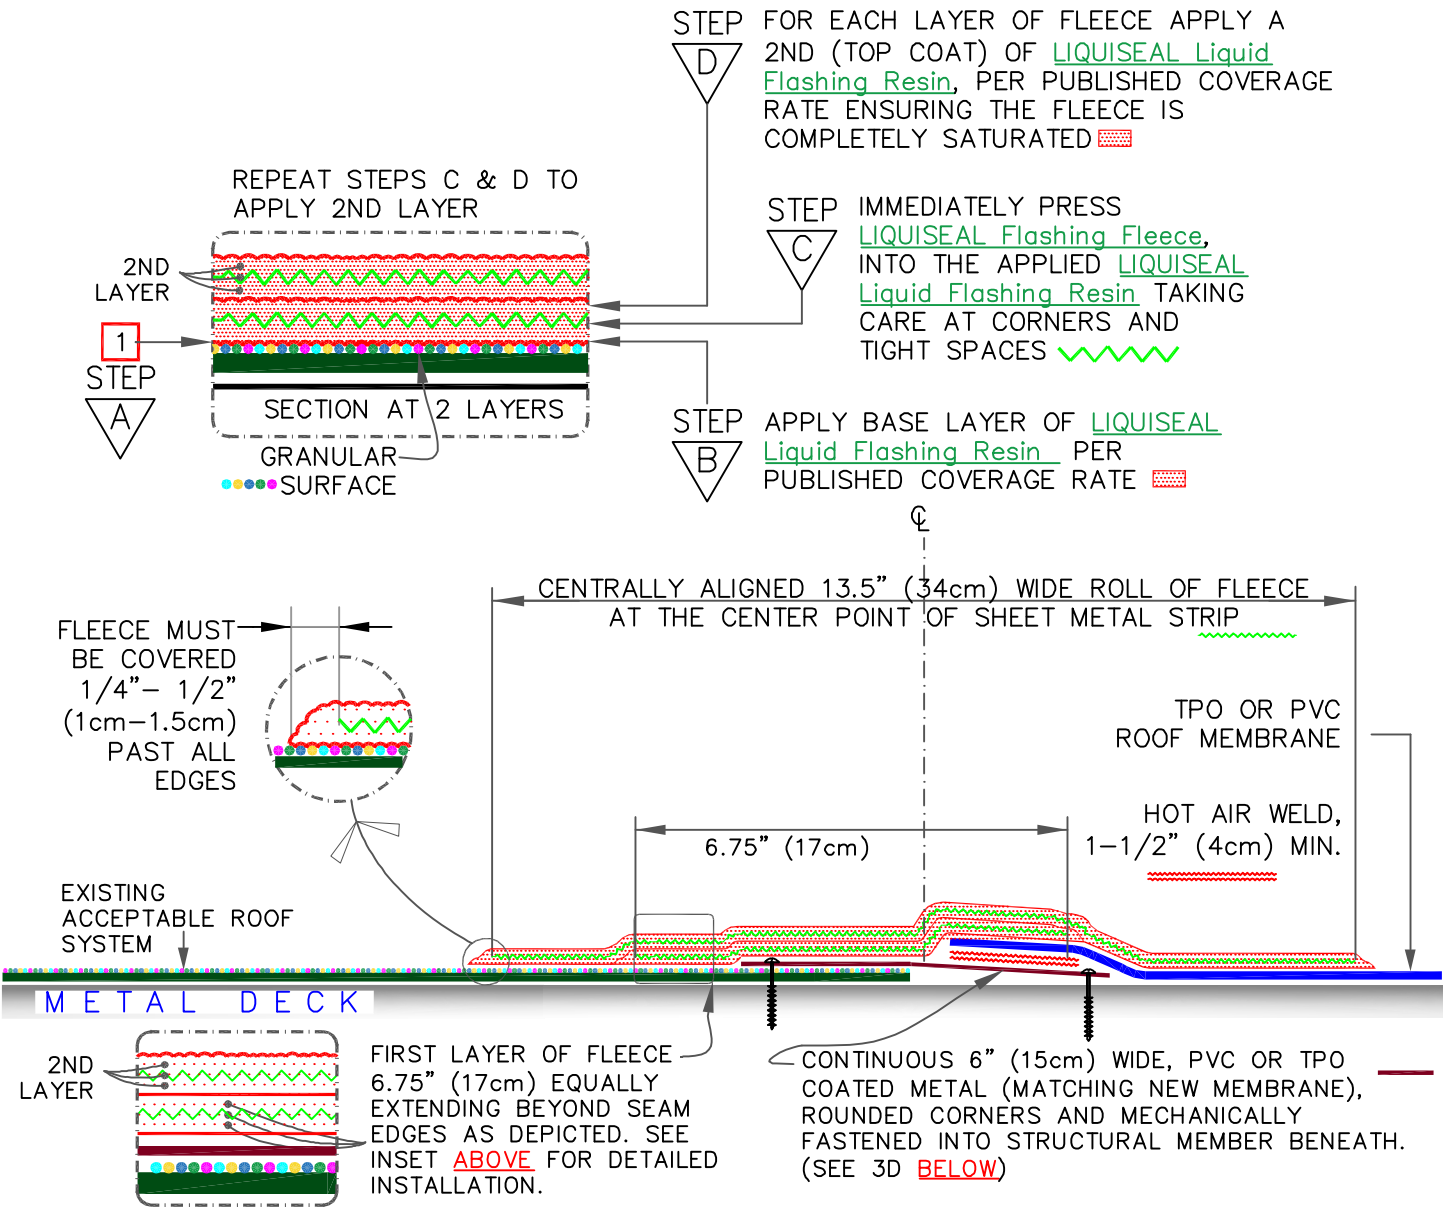 STEP
D
FOR EACH LAYER OF FLEECE APPLY A
2ND (TOP COAT) OF LIQUISEAL Liquid
Flashing Resin, PER PUBLISHED COVERAGE
RATE ENSURING THE FLEECE IS
COMPLETELY SATURATED
REPEAT STEPS C & D TO
APPLY 2ND LAYER
STEP
C
IMMEDIATELY PRESS
LIQUISEAL Flashing Fleece,
INTO THE APPLIED LIQUISEAL
Liquid Flashing Resin TAKING
CARE AT CORNERS AND
TIGHT SPACES
2ND
LAYER
1
STEP
A
SECTION AT 2 LAYERS
GRANULAR
SURFACE
STEP
B
APPLY BASE LAYER OF LIQUISEAL
Liquid Flashing Resin PER
PUBLISHED COVERAGE RATE
CL
CENTRALLY ALIGNED 13.5” (34cm) WIDE ROLL OF FLEECE
AT THE CENTER POINT OF SHEET METAL STRIP
FLEECE MUST
BE COVERED
1/4”– 1/2”
(1cm–1.5cm)
PAST ALL
EDGES
TPO OR PVC
ROOF MEMBRANE
HOT AIR WELD,
1–1/2” (4cm) MIN.
6.75” (17cm)
EXISTING
ACCEPTABLE ROOF
SYSTEM
METAL DECK
2ND
LAYER
FIRST LAYER OF FLEECE
6.75” (17cm) EQUALLY
EXTENDING BEYOND SEAM
EDGES AS DEPICTED. SEE
INSET ABOVE FOR DETAILED
INSTALLATION.
CONTINUOUS 6” (15cm) WIDE, PVC OR TPO
COATED METAL (MATCHING NEW MEMBRANE),
ROUNDED CORNERS AND MECHANICALLY
FASTENED INTO STRUCTURAL MEMBER BENEATH.
(SEE 3D BELOW)